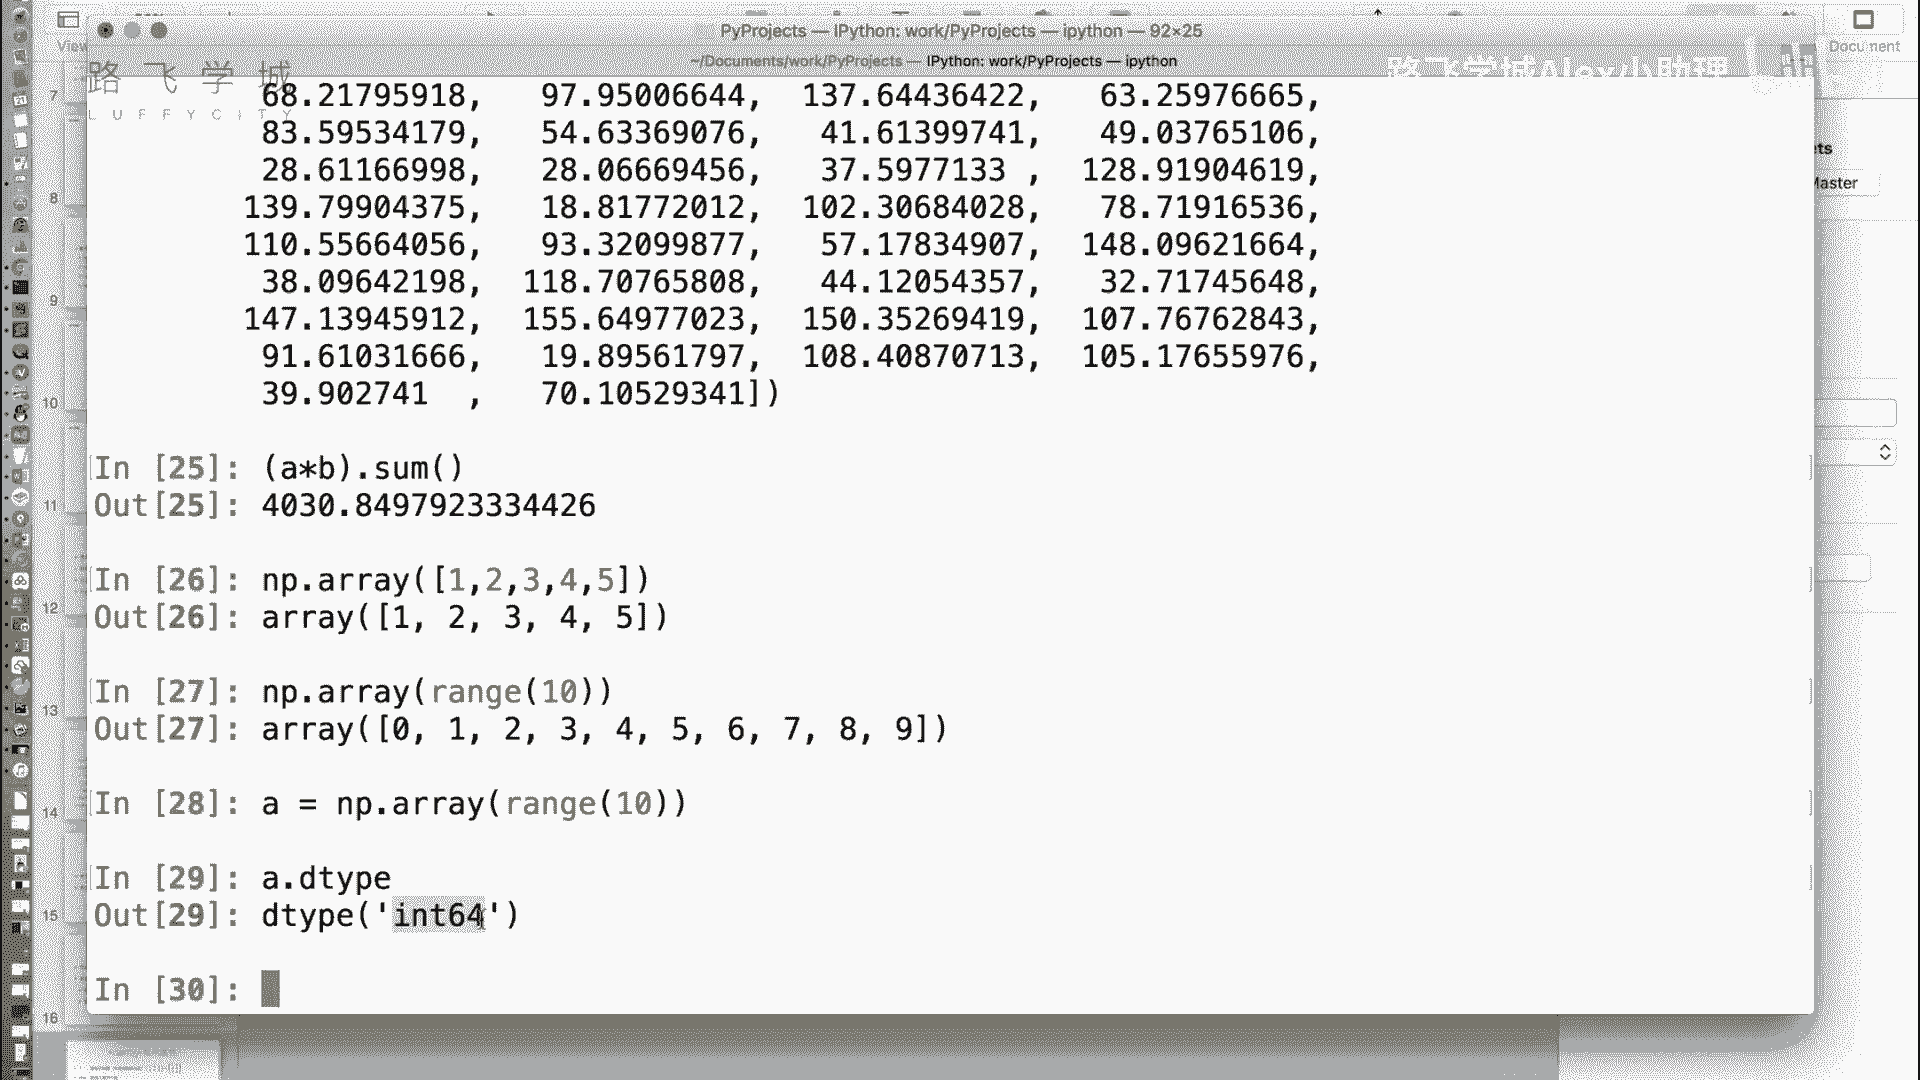 PyProjects — IPython: work/PyProjects — ipython — 92×25
View
Document
~/Documents/work/PyProjects — IPython: work/PyProjects — ipython
路飞学城
LUFFYCITY
路飞学城Alex小助理
Master
68.21795918, 97.95006644, 137.64436422, 63.25976665,
83.59534179, 54.63369076, 41.61399741, 49.03765106,
28.61166998, 28.06669456, 37.5977133 , 128.91904619,
139.79904375, 18.81772012, 102.30684028, 78.71916536,
110.55664056, 93.32099877, 57.17834907, 148.09621664,
38.09642198, 118.70765808, 44.12054357, 32.71745648,
147.13945912, 155.64977023, 150.35269419, 107.76762843,
91.61031666, 19.89561797, 108.40870713, 105.17655976,
39.902741 , 70.10529341])
In [25]: (a*b).sum()
Out[25]: 4030.8497923334426
In [26]: np.array([1,2,3,4,5])
Out[26]: array([1, 2, 3, 4, 5])
In [27]: np.array(range(10))
Out[27]: array([0, 1, 2, 3, 4, 5, 6, 7, 8, 9])
In [28]: a = np.array(range(10))
In [29]: a.dtype
Out[29]: dtype('int64')
In [30]:
7
8
9
10
11
12
13
14
15
16